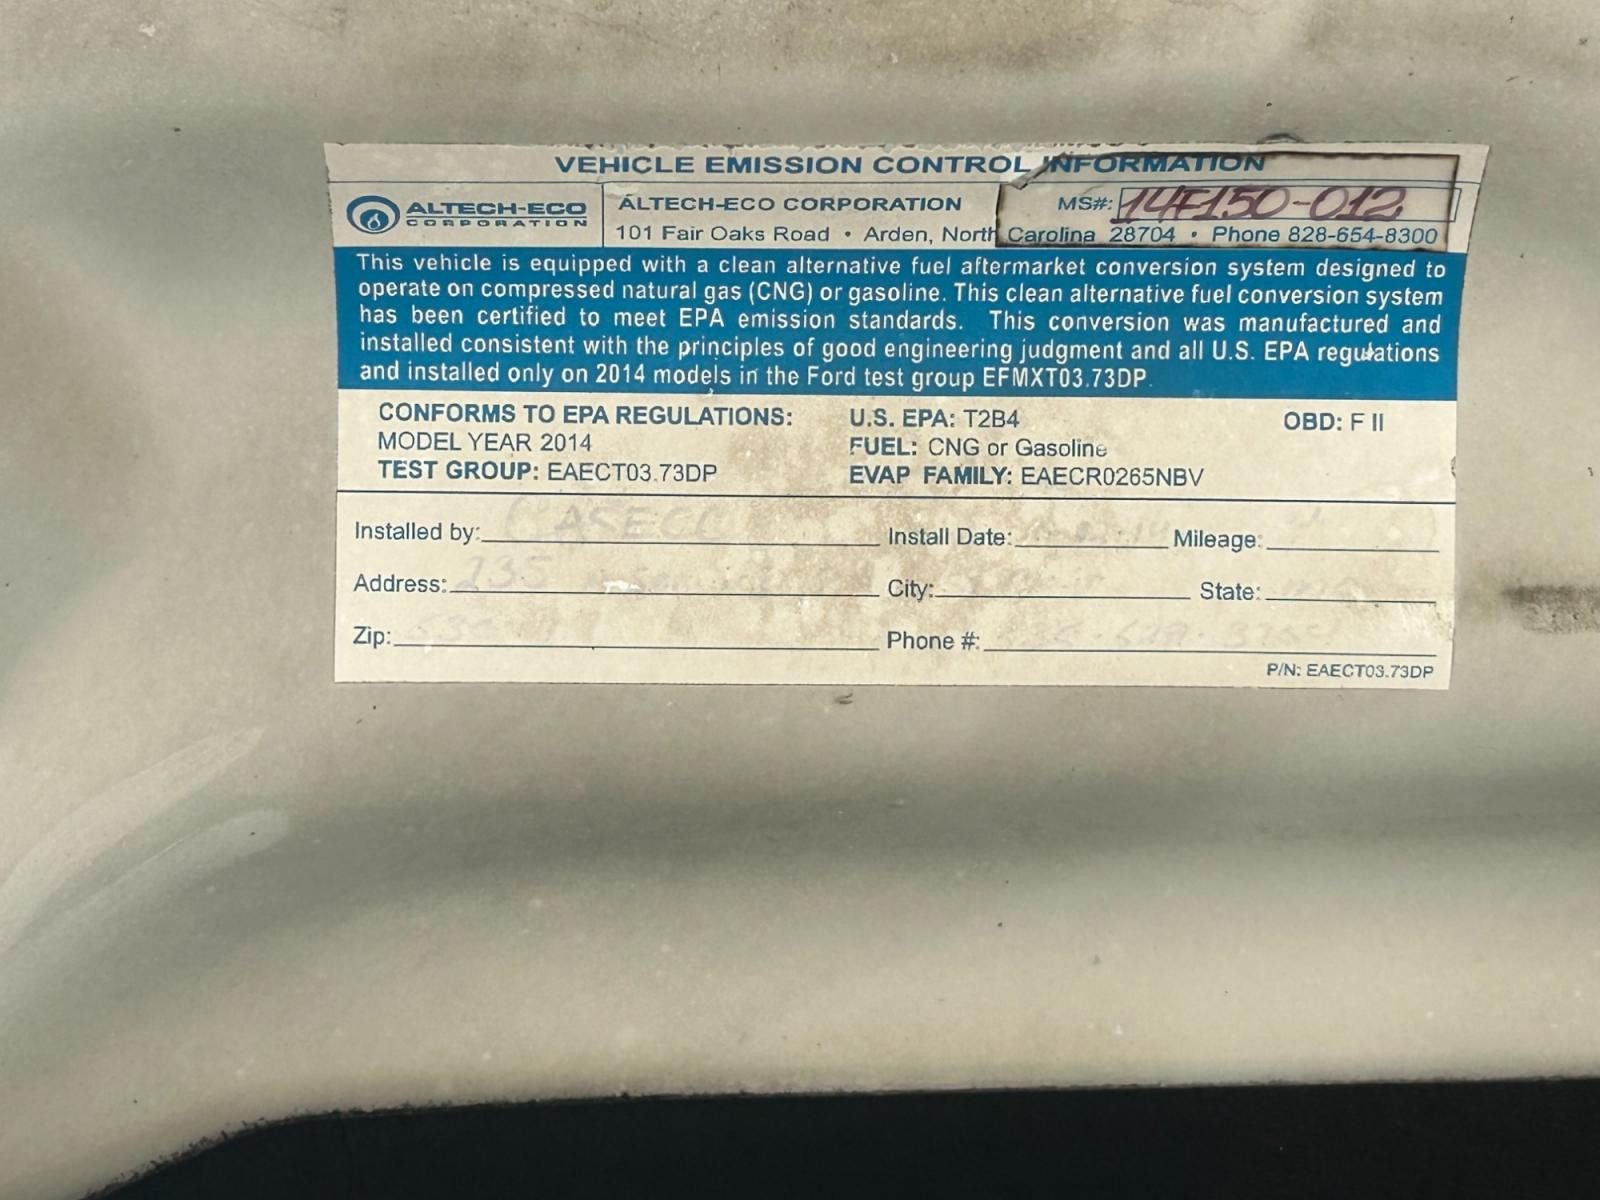 VEHICLE EMISSION CONTROL INFORMATION
ALTECH-ECO CORPORATION
ALTECH-ECO CORPORATION MS#: 14F150-012
101 Fair Oaks Road • Arden, North Carolina 28704 • Phone 828-654-8300
This vehicle is equipped with a clean alternative fuel aftermarket conversion system designed to
operate on compressed natural gas (CNG) or gasoline. This clean alternative fuel conversion system
has been certified to meet EPA emission standards. This conversion was manufactured and
installed consistent with the principles of good engineering judgment and all U.S. EPA regulations
and installed only on 2014 models in the Ford test group EFMXT03.73DP.
CONFORMS TO EPA REGULATIONS: U.S. EPA: T2B4 OBD: F II
MODEL YEAR 2014 FUEL: CNG or Gasoline
TEST GROUP: EAECT03.73DP EVAP FAMILY: EAECR0265NBV
Installed by: Install Date: Mileage:
Address: 235 City: State:
Zip: Phone #:
P/N: EAECT03.73DP